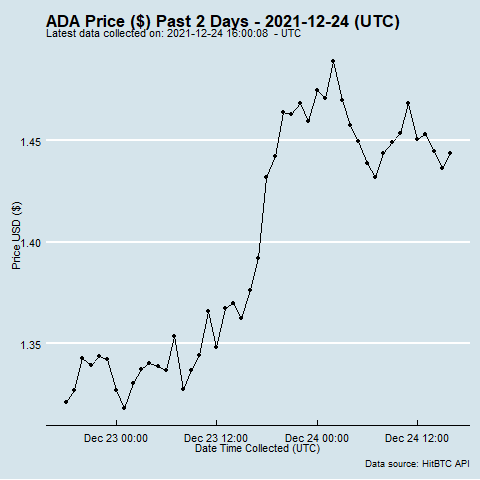 ADA Price ($) Past 2 Days - 2021-12-24 (UTC)
Latest data collected on: 2021-12-24 16:00:08 - UTC
1.45
1.40
1.35
Price USD ($)
Dec 23 00:00 Dec 23 12:00 Dec 24 00:00 Dec 24 12:00
Date Time Collected (UTC)
Data source: HitBTC API